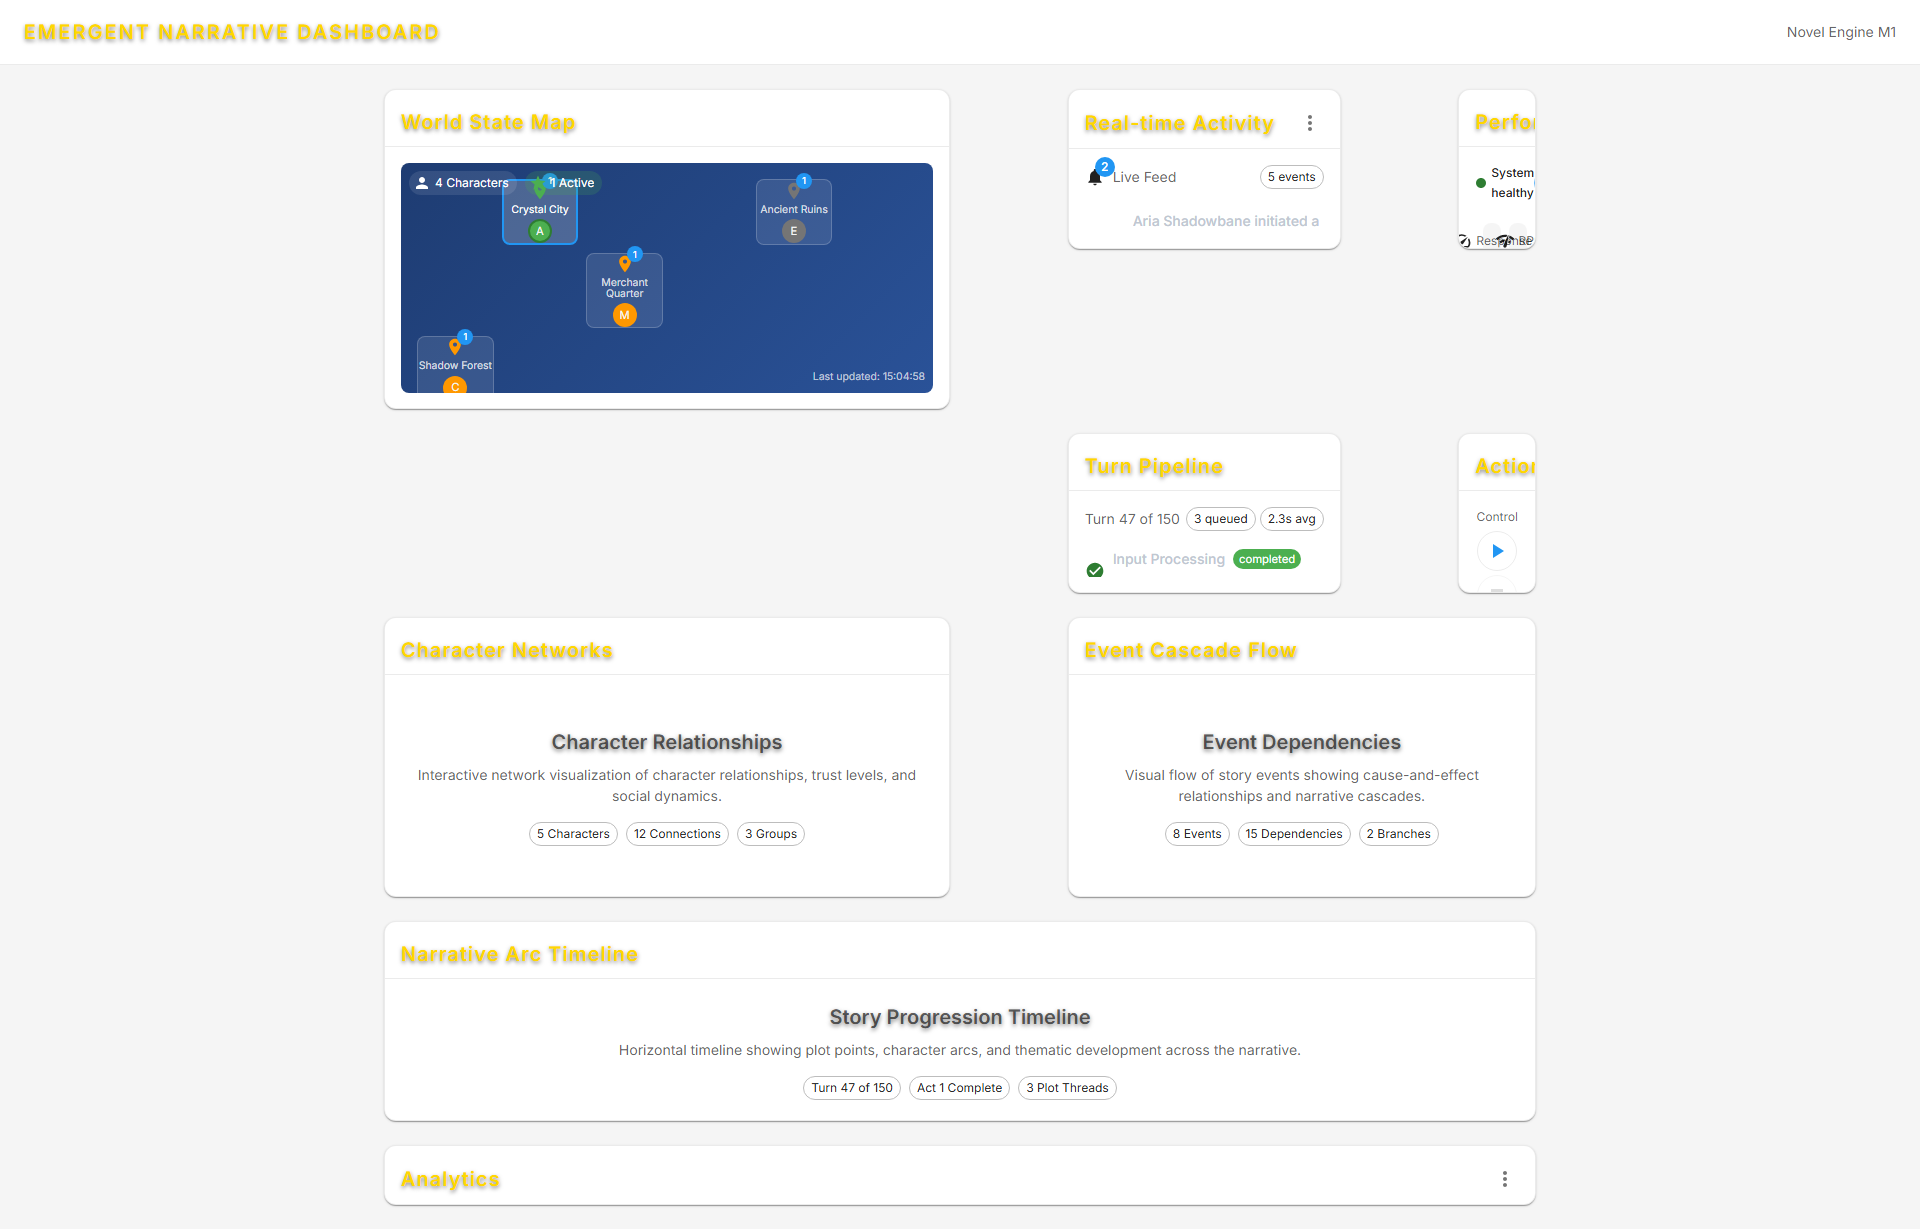 EMERGENT NARRATIVE DASHBOARD
Novel Engine M1
World State Map
4 Characters
1 Active
1
Crystal City
A
1
Ancient Ruins
E
1
Merchant
Quarter
M
1
Shadow Forest
C
Last updated: 15:04:58
Real-time Activity
2
Live Feed
5 events
Aria Shadowbane initiated a
Perfo
System
healthy
Turn Pipeline
Turn 47 of 150
3 queued
2.3s avg
Input Processing
completed
Action
Control
Character Networks
Character Relationships
Interactive network visualization of character relationships, trust levels, and
social dynamics.
5 Characters
12 Connections
3 Groups
Event Cascade Flow
Event Dependencies
Visual flow of story events showing cause-and-effect
relationships and narrative cascades.
8 Events
15 Dependencies
2 Branches
Narrative Arc Timeline
Story Progression Timeline
Horizontal timeline showing plot points, character arcs, and thematic development across the narrative.
Turn 47 of 150
Act 1 Complete
3 Plot Threads
Analytics